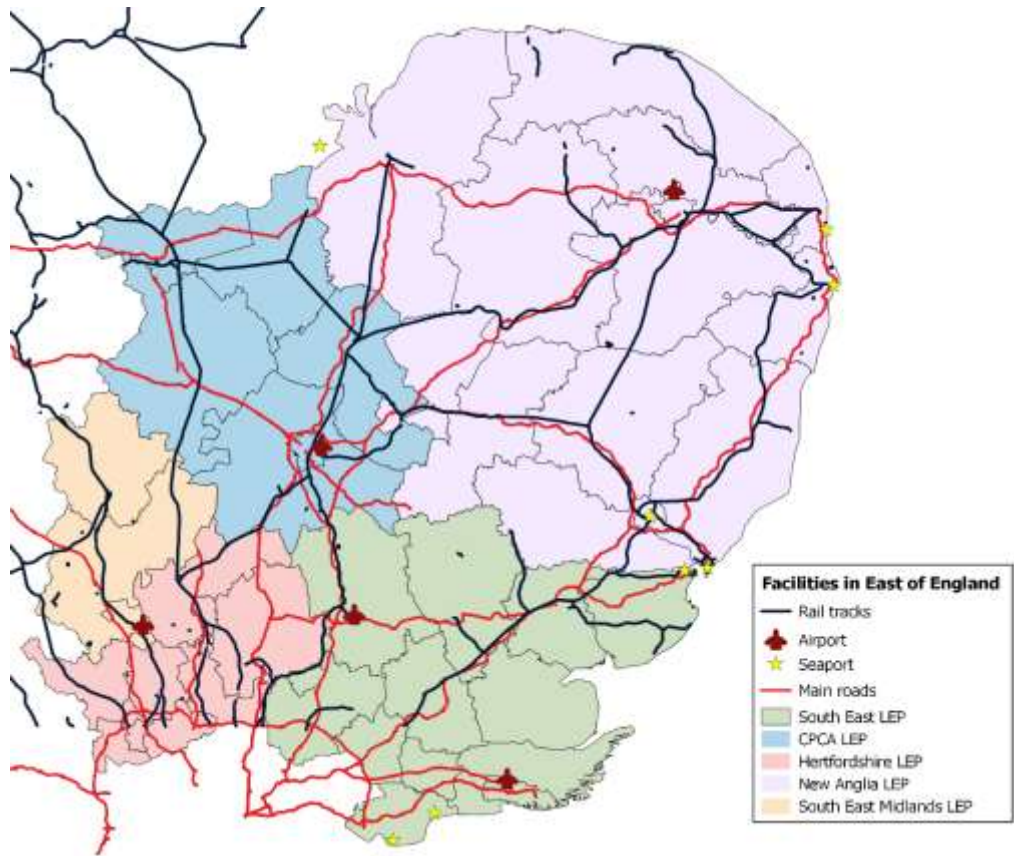 Facilities in East of England
Rail tracks
Airport
Seaport
Main roads
South East LEP
CPCA LEP
Hertfordshire LEP
New Anglia LEP
South East Midlands LEP